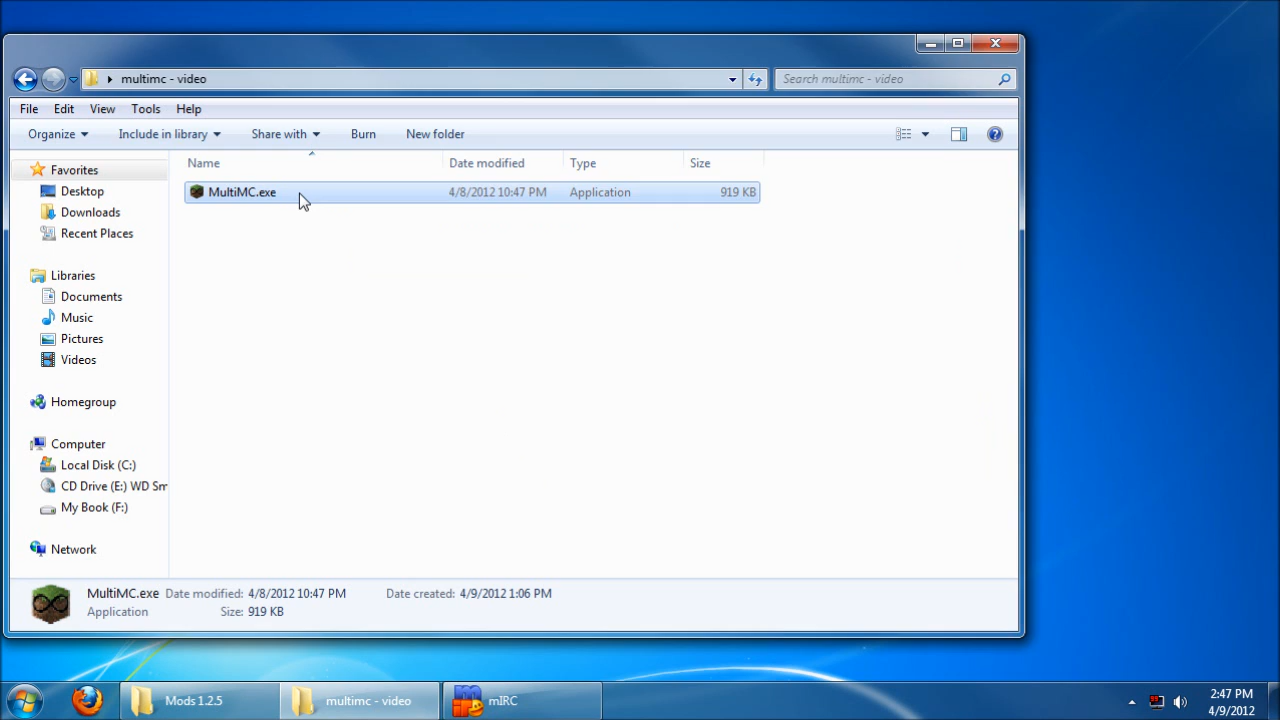 multimc - video
Search multimc - video
File Edit View Tools Help
Organize Include in library Share with Burn New folder
Name Date modified Type Size
MultiMC.exe 4/8/2012 10:47 PM Application 919 KB
Favorites
Desktop
Downloads
Recent Places
Libraries
Documents
Music
Pictures
Videos
Homegroup
Computer
Local Disk (C:)
CD Drive (E:) WD Sm
My Book (F:)
Network
MultiMC.exe Date modified: 4/8/2012 10:47 PM Date created: 4/9/2012 1:06 PM
Application Size: 919 KB
Mods 1.2.5 multimc - video mIRC
2:47 PM
4/9/2012